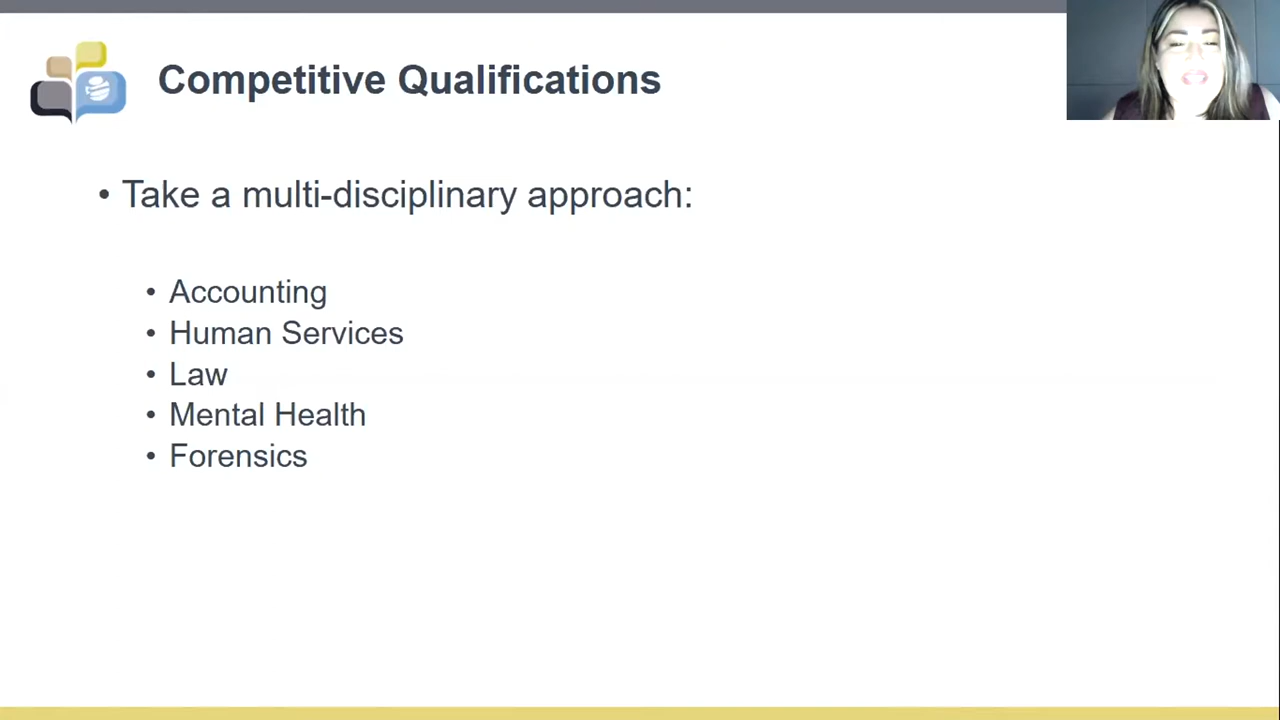 Competitive Qualifications
• Take a multi-disciplinary approach:
• Accounting
• Human Services
• Law
• Mental Health
• Forensics